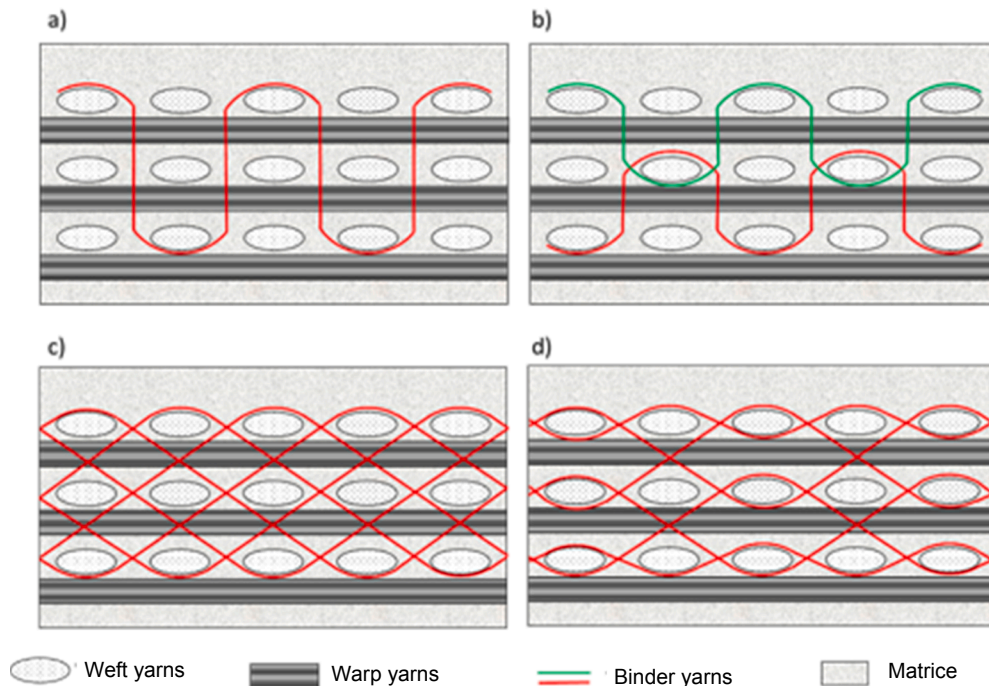 a)
b)
c)
d)
Weft yarns
Warp yarns
Binder yarns
Matrice